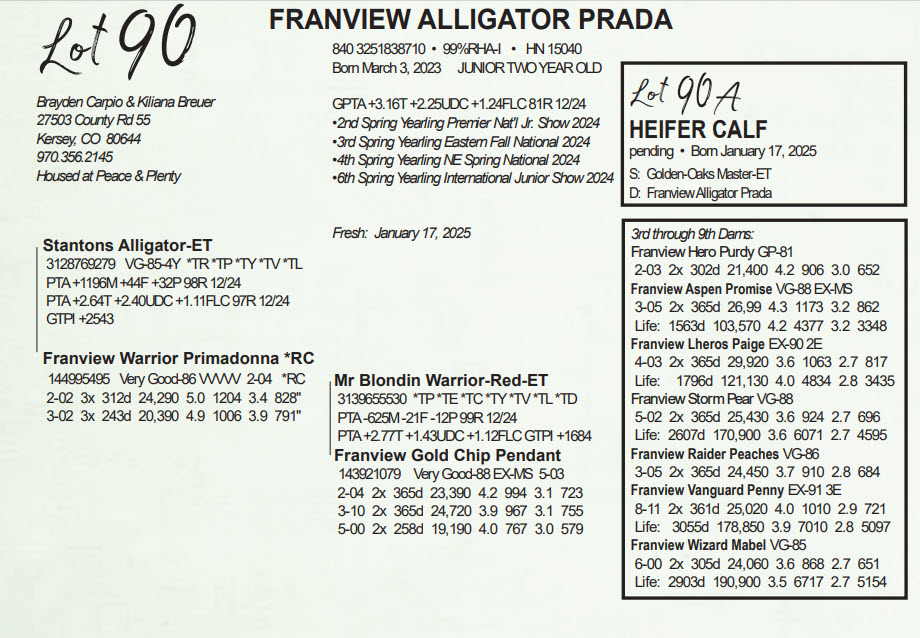 Lot 90
FRANVIEW ALLIGATOR PRADA
840 3251838710 • 99%RHA-I • HN 15040
Born March 3, 2023 JUNIOR TWO YEAR OLD
Brayden Carpio & Kiliana Breuer
27503 County Rd 55
Kersey, CO 80644
970.356.2145
Housed at Peace & Plenty
GPTA +3.16T +2.25UDC +1.24FLC 81R 12/24
•2nd Spring Yearling Premier Nat'l Jr. Show 2024
•3rd Spring Yearling Eastern Fall National 2024
•4th Spring Yearling NE Spring National 2024
•6th Spring Yearling International Junior Show 2024
Fresh: January 17, 2025
Lot 90A
HEIFER CALF
pending • Born January 17, 2025
S: Golden-Oaks Master-ET
D: Franview Alligator Prada
Stantons Alligator-ET
3128769279 VG-85-4Y *TR *TP *TY *TV *TL
PTA +1196M +44F +32P 98R 12/24
PTA +2.64T +2.40UDC +1.11FLC 97R 12/24
GTPI +2543
Franview Warrior Primadonna *RC
144995495 Very Good-86 VVVVV 2-04 *RC
2-02 3x 312d 24,290 5.0 1204 3.4 828"
3-02 3x 243d 20,390 4.9 1006 3.9 791"
Mr Blondin Warrior-Red-ET
3139655530 *TP *TE *TC *TY *TV *TL *TD
PTA -625M -21F -12P 99R 12/24
PTA +2.77T +1.43UDC +1.12FLC GTPI +1684
Franview Gold Chip Pendant
143921079 Very Good-88 EX-MS 5-03
2-04 2x 365d 23,390 4.2 994 3.1 723
3-10 2x 365d 24,720 3.9 967 3.1 755
5-00 2x 258d 19,190 4.0 767 3.0 579
3rd through 9th Dams:
Franview Hero Purdy GP-81
2-03 2x 302d 21,400 4.2 906 3.0 652
Franview Aspen Promise VG-88 EX-MS
3-05 2x 365d 26,99 4.3 1173 3.2 862
Life: 1563d 103,570 4.2 4377 3.2 3348
Franview Lheros Paige EX-90 2E
4-03 2x 365d 29,920 3.6 1063 2.7 817
Life: 1796d 121,130 4.0 4834 2.8 3435
Franview Storm Pear VG-88
5-02 2x 365d 25,430 3.6 924 2.7 696
Life: 2607d 170,900 3.6 6071 2.7 4595
Franview Raider Peaches VG-86
3-05 2x 365d 24,450 3.7 910 2.8 684
Franview Vanguard Penny EX-91 3E
8-11 2x 361d 25,020 4.0 1010 2.9 721
Life: 3055d 178,850 3.9 7010 2.8 5097
Franview Wizard Mabel VG-85
6-00 2x 305d 24,060 3.6 868 2.7 651
Life: 2903d 190,900 3.5 6717 2.7 5154